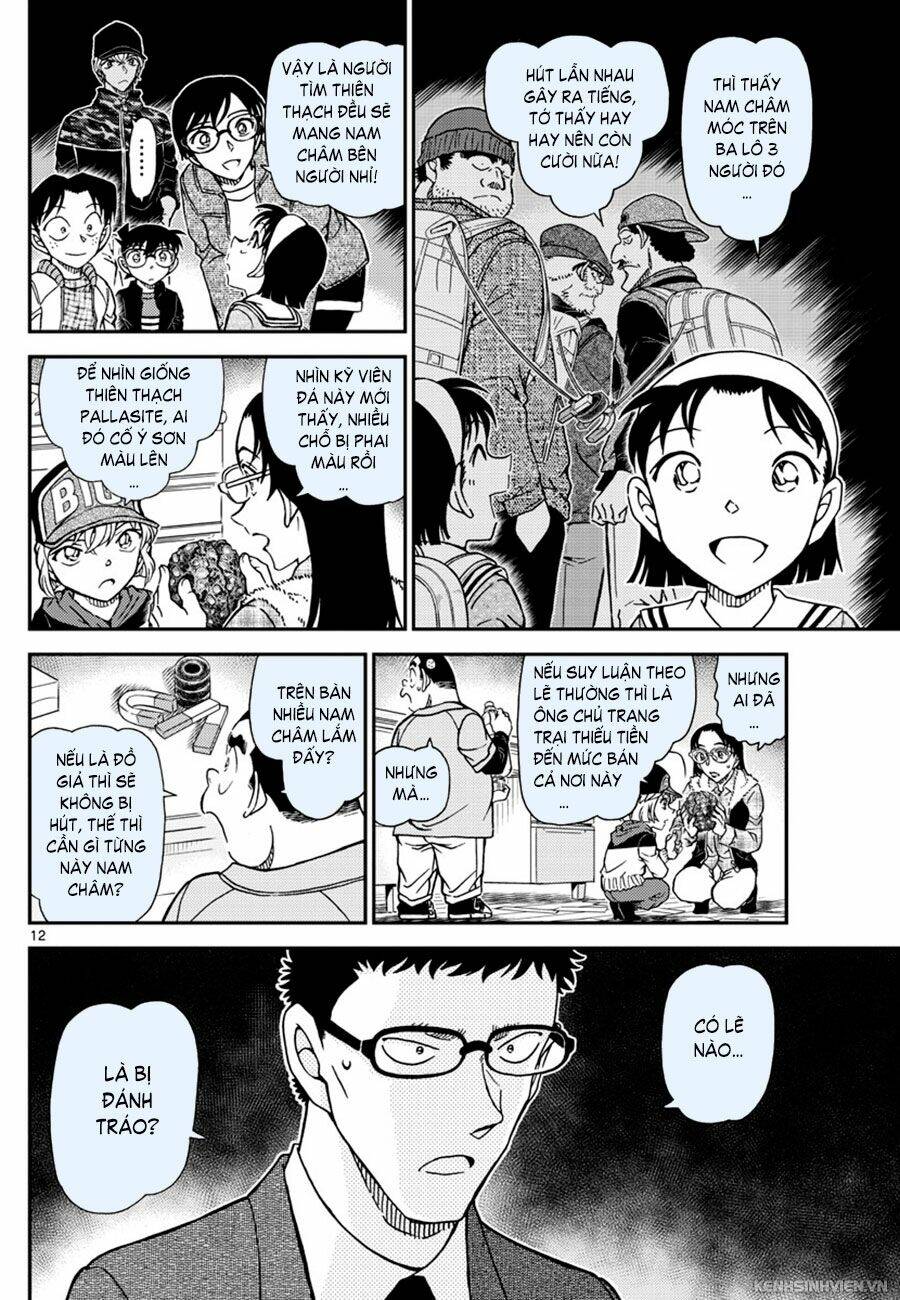 THÌ THẤY
NAM CHÂM
MÓC TRÊN
BA LÔ 3
NGƯỜI ĐÓ
...
HÚT LẪN NHAU
GÂY RA TIẾNG,
TỚ THẤY HAY
HAY NÊN CÒN
CƯỜI NỮA!
VẬY LÀ NGƯỜI
TÌM THIÊN
THẠCH ĐỀU SẼ
MANG NAM
CHÂM BÊN
NGƯỜI NHỈ!
......
NHÌN KỸ VIÊN
ĐÁ NÀY MỚI
THẤY, NHIỀU
CHỖ BỊ PHAI
MÀU RỒI
...
ĐỂ NHÌN GIỐNG
THIÊN THẠCH
PALLASITE, AI
ĐÓ CỐ Ý SƠN
MÀU LÊN
...
BIG
NHƯNG
AI ĐÃ
...
NẾU SUY LUẬN THEO
LẼ THƯỜNG THÌ LÀ
ÔNG CHỦ TRANG
TRẠI THIẾU TIỀN
ĐẾN MỨC BÁN
CẢ NƠI NÀY
...
NHƯNG
MÀ...
TRÊN BÀN
NHIỀU NAM
CHÂM LẮM
ĐẤY?
NẾU LÀ ĐỒ
GIẢ THÌ SẼ
KHÔNG BỊ
HÚT, THẾ THÌ
CẦN GÌ TỪNG
NÀY NAM
CHÂM?
12
CÓ LẼ
NÀO...
LÀ BỊ
ĐÁNH
TRÁO?
KENHSINHVIEN.VN